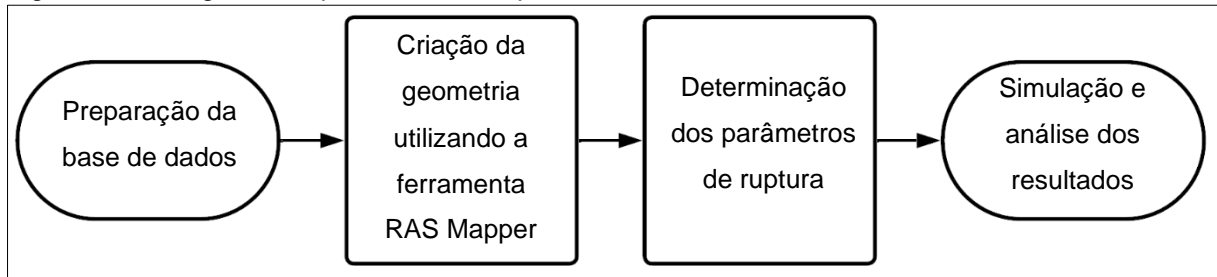 Preparação da
base de dados
Criação da
geometria
utilizando a
ferramenta
RAS Mapper
Determinação
dos parâmetros
de ruptura
Simulação e
análise dos
resultados